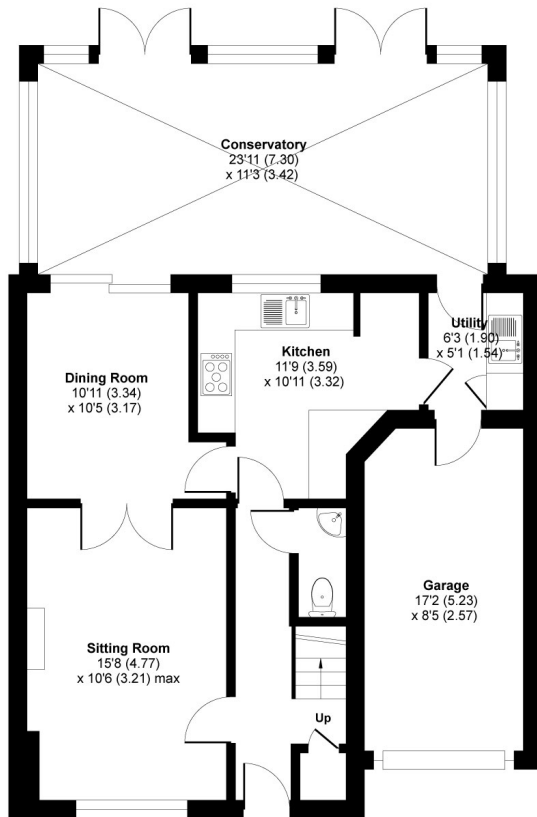 Conservatory
23'11 (7.30)
x 11'3 (3.42)
Utility
6'3 (1.90)
x 5'1 (1.54)
Kitchen
11'9 (3.59)
x 10'11 (3.32)
Dining Room
10'11 (3.34)
x 10'5 (3.17)
Garage
17'2 (5.23)
x 8'5 (2.57)
Sitting Room
15'8 (4.77)
x 10'6 (3.21) max
Up